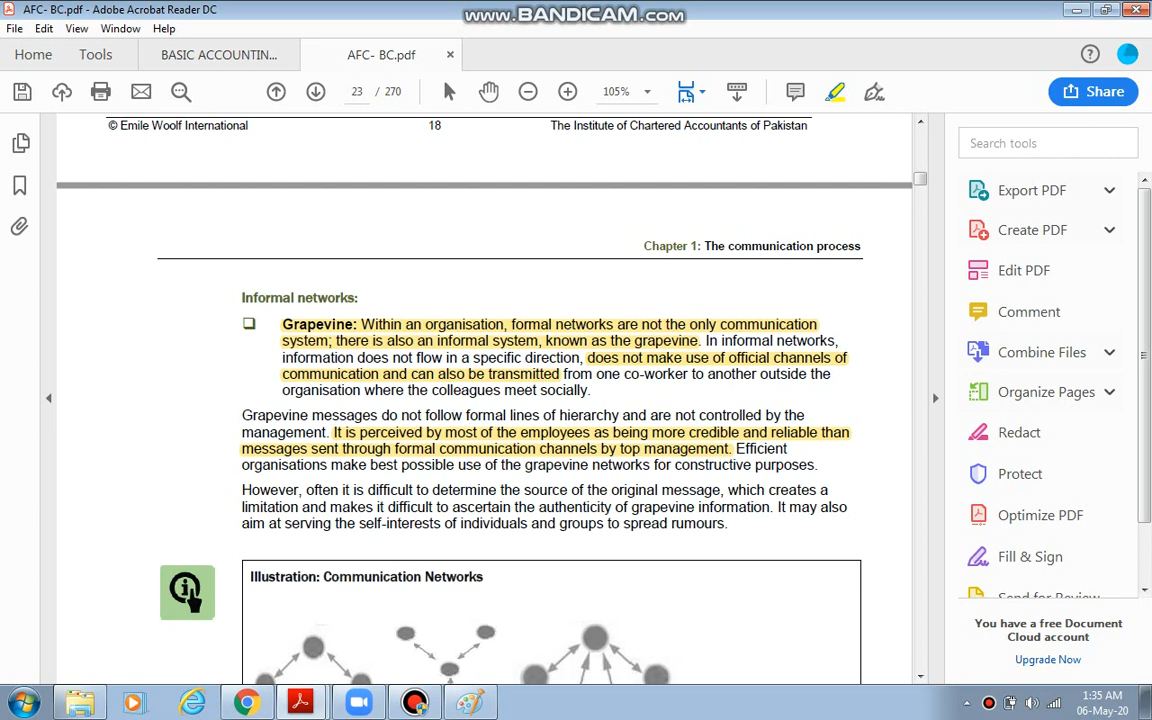 AFC- BC.pdf - Adobe Acrobat Reader DC
www.BANDICAM.com
File Edit View Window Help
Home Tools BASIC ACCOUNTIN... AFC- BC.pdf ×
23 / 270 105% Share
© Emile Woolf International 18 The Institute of Chartered Accountants of Pakistan
Search tools
Export PDF
Create PDF
Edit PDF
Comment
Combine Files
Organize Pages
Redact
Protect
Optimize PDF
Fill & Sign
Send for Review
You have a free Document
Cloud account
Upgrade Now
Chapter 1: The communication process
Informal networks:
Grapevine: Within an organisation, formal networks are not the only communication
system; there is also an informal system, known as the grapevine. In informal networks,
information does not flow in a specific direction, does not make use of official channels of
communication and can also be transmitted from one co-worker to another outside the
organisation where the colleagues meet socially.
Grapevine messages do not follow formal lines of hierarchy and are not controlled by the
management. It is perceived by most of the employees as being more credible and reliable than
messages sent through formal communication channels by top management. Efficient
organisations make best possible use of the grapevine networks for constructive purposes.
However, often it is difficult to determine the source of the original message, which creates a
limitation and makes it difficult to ascertain the authenticity of grapevine information. It may also
aim at serving the self-interests of individuals and groups to spread rumours.
Illustration: Communication Networks
1:35 AM
06-May-20